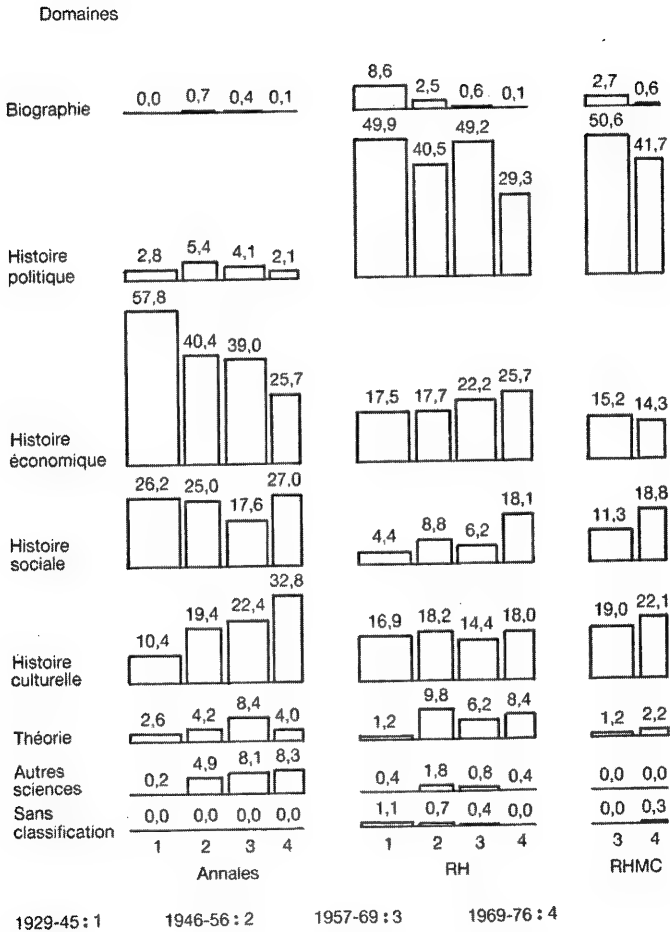 Domaines
0,0 0,7 0,4 0,1 8,6 2,5 0,6 0,1 2,7 0,6
Biographie
49,9 40,5 49,2 29,3 50,6 41,7
Histoire
politique
2,8 5,4 4,1 2,1
57,8 40,4 39,0 25,7
17,5 17,7 22,2 25,7 15,2 14,3
Histoire
économique
26,2 25,0 17,6 27,0 4,4 8,8 6,2 18,1 11,3 18,8
Histoire
sociale
10,4 19,4 22,4 32,8 16,9 18,2 14,4 18,0 19,0 22,1
Histoire
culturelle
2,6 4,2 8,4 4,0 1,2 9,8 6,2 8,4 1,2 2,2
Théorie
Autres
sciences
0,2 4,9 8,1 8,3 0,4 1,8 0,8 0,4 0,0 0,0
Sans
classification
0,0 0,0 0,0 0,0 1,1 0,7 0,4 0,0 0,0 0,3
1 2 3 4 1 2 3 4 3 4
Annales RH RHMC
1929-45 : 1 1946-56 : 2 1957-69 : 3 1969-76 : 4